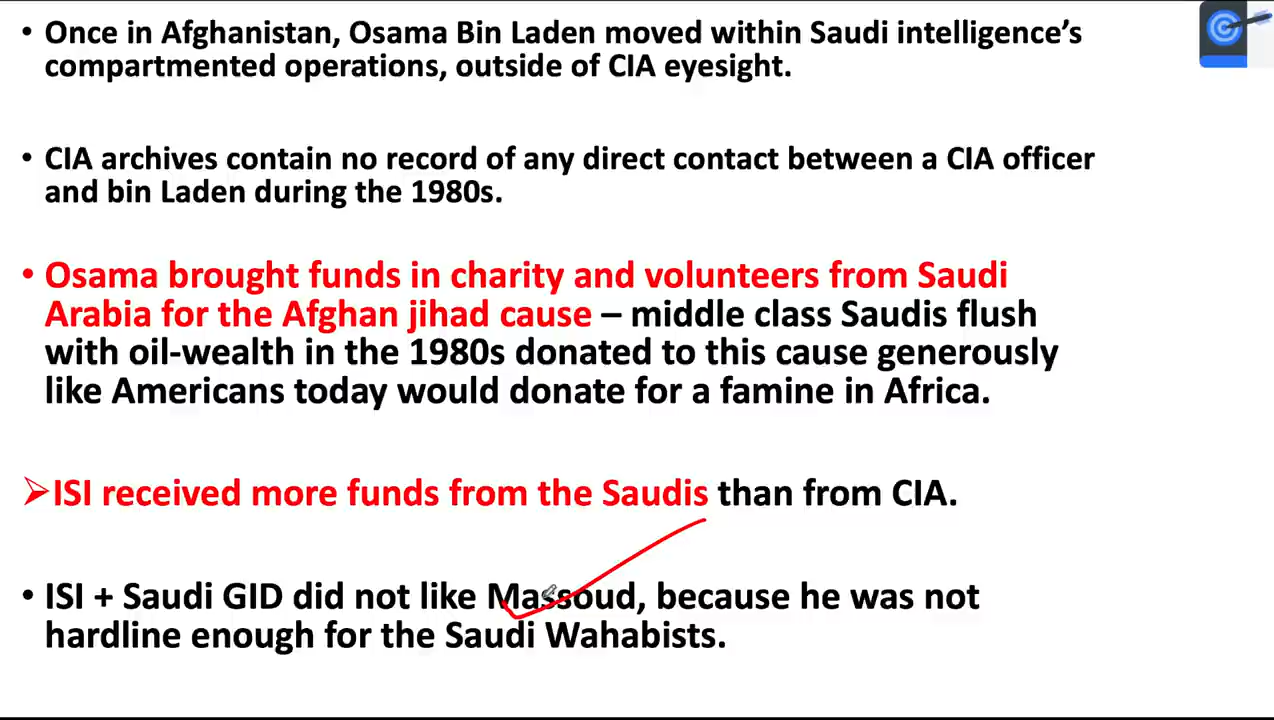 • Once in Afghanistan, Osama Bin Laden moved within Saudi intelligence’s
compartmented operations, outside of CIA eyesight.
• CIA archives contain no record of any direct contact between a CIA officer
and bin Laden during the 1980s.
• Osama brought funds in charity and volunteers from Saudi
Arabia for the Afghan jihad cause – middle class Saudis flush
with oil-wealth in the 1980s donated to this cause generously
like Americans today would donate for a famine in Africa.
➢ISI received more funds from the Saudis than from CIA.
• ISI + Saudi GID did not like Massoud, because he was not
hardline enough for the Saudi Wahabists.